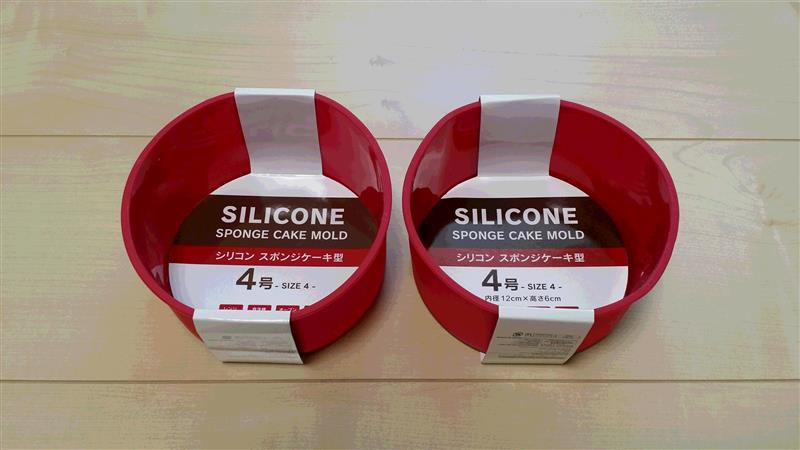 SILICONE
SPONGE CAKE MOLD
シリコン スポンジケーキ型
4号 - SIZE 4 -
SILICONE
SPONGE CAKE MOLD
シリコン スポンジケーキ型
4号 - SIZE 4 -
内径12cm×高さ6cm